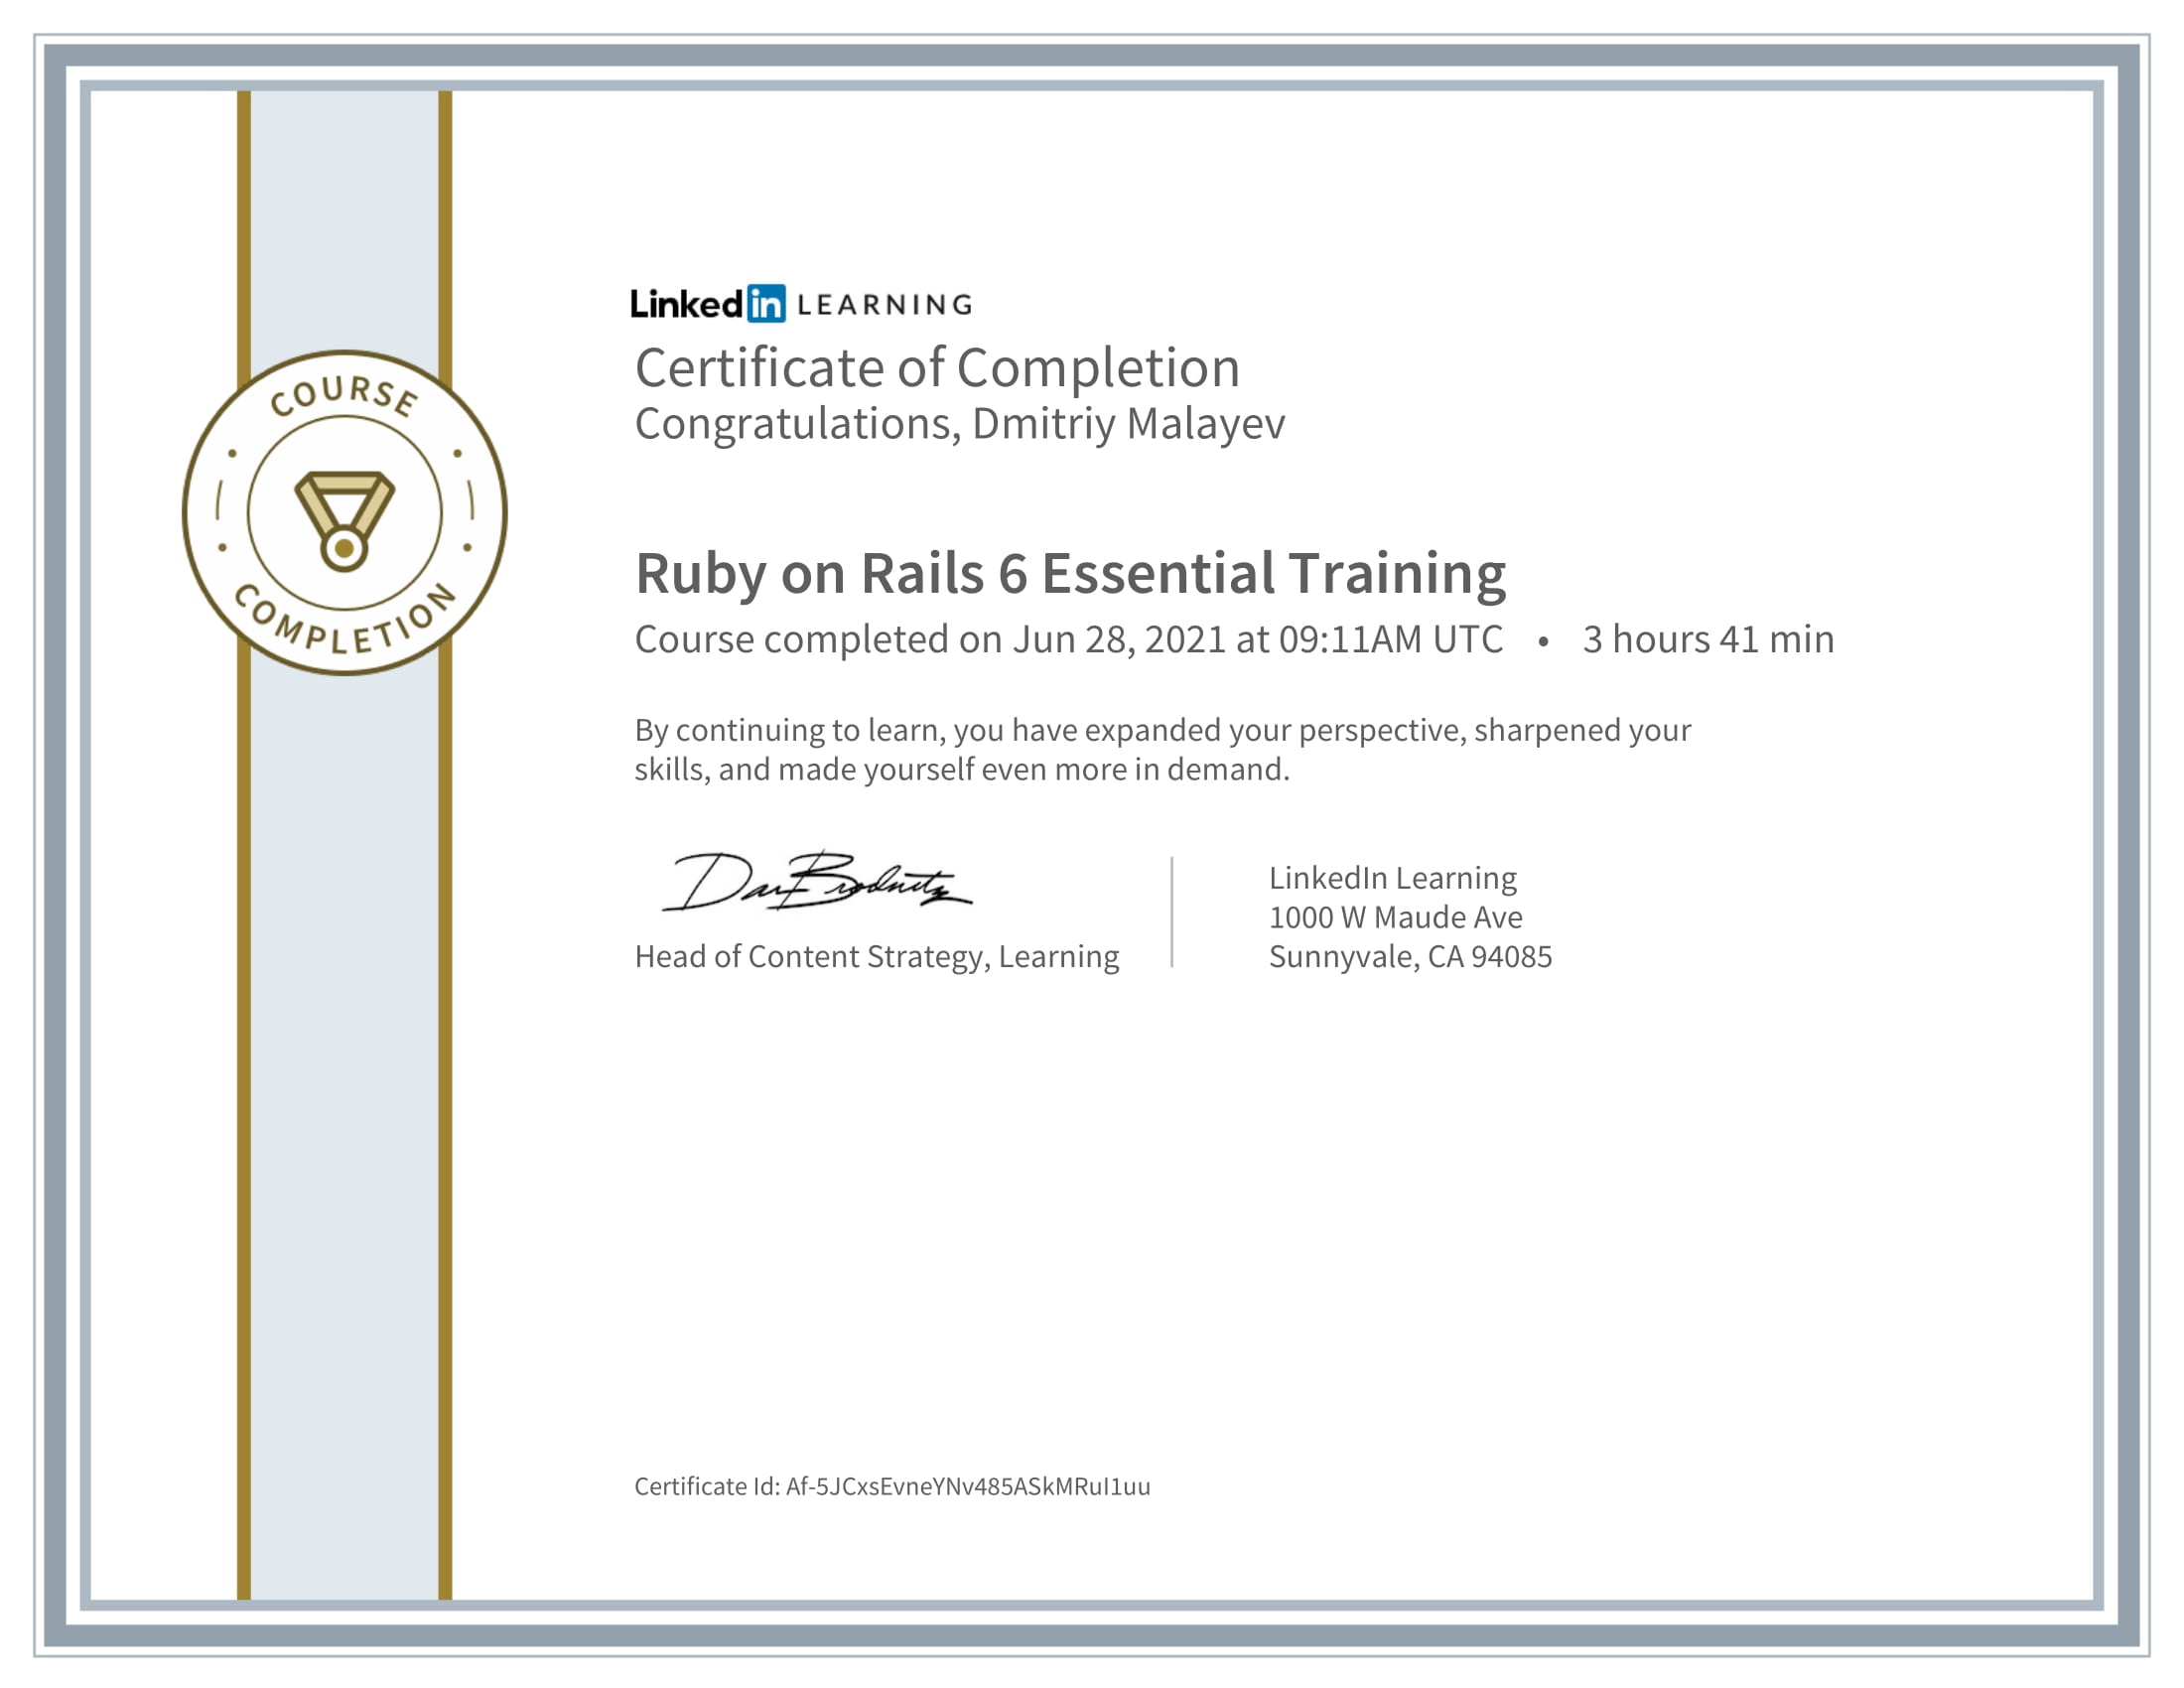 COURSE
COMPLETION
Linked in LEARNING
Certificate of Completion
Congratulations, Dmitriy Malayev
Ruby on Rails 6 Essential Training
Course completed on Jun 28, 2021 at 09:11AM UTC • 3 hours 41 min
By continuing to learn, you have expanded your perspective, sharpened your
skills, and made yourself even more in demand.
Head of Content Strategy, Learning
LinkedIn Learning
1000 W Maude Ave
Sunnyvale, CA 94085
Certificate Id: Af-5JCxsEvneYNv485ASkMRuI1uu